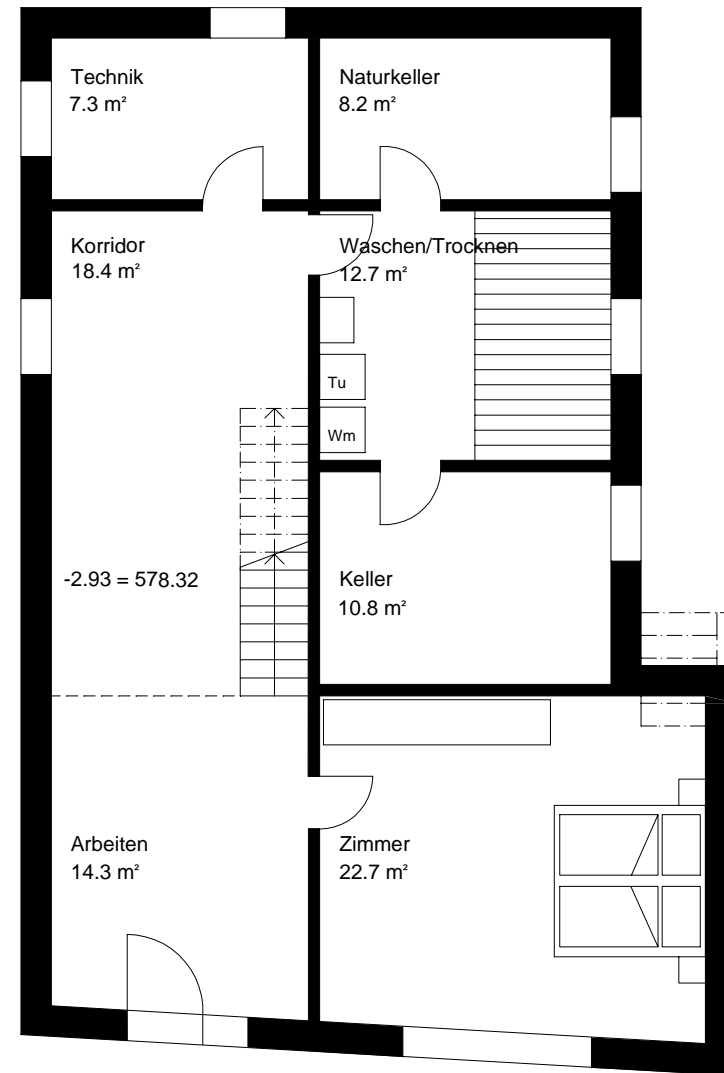 Technik
7.3 m²
Naturkeller
8.2 m²
Korridor
18.4 m²
Waschen/Trocknen
12.7 m²
Tu
Wm
-2.93 = 578.32
Keller
10.8 m²
Arbeiten
14.3 m²
Zimmer
22.7 m²